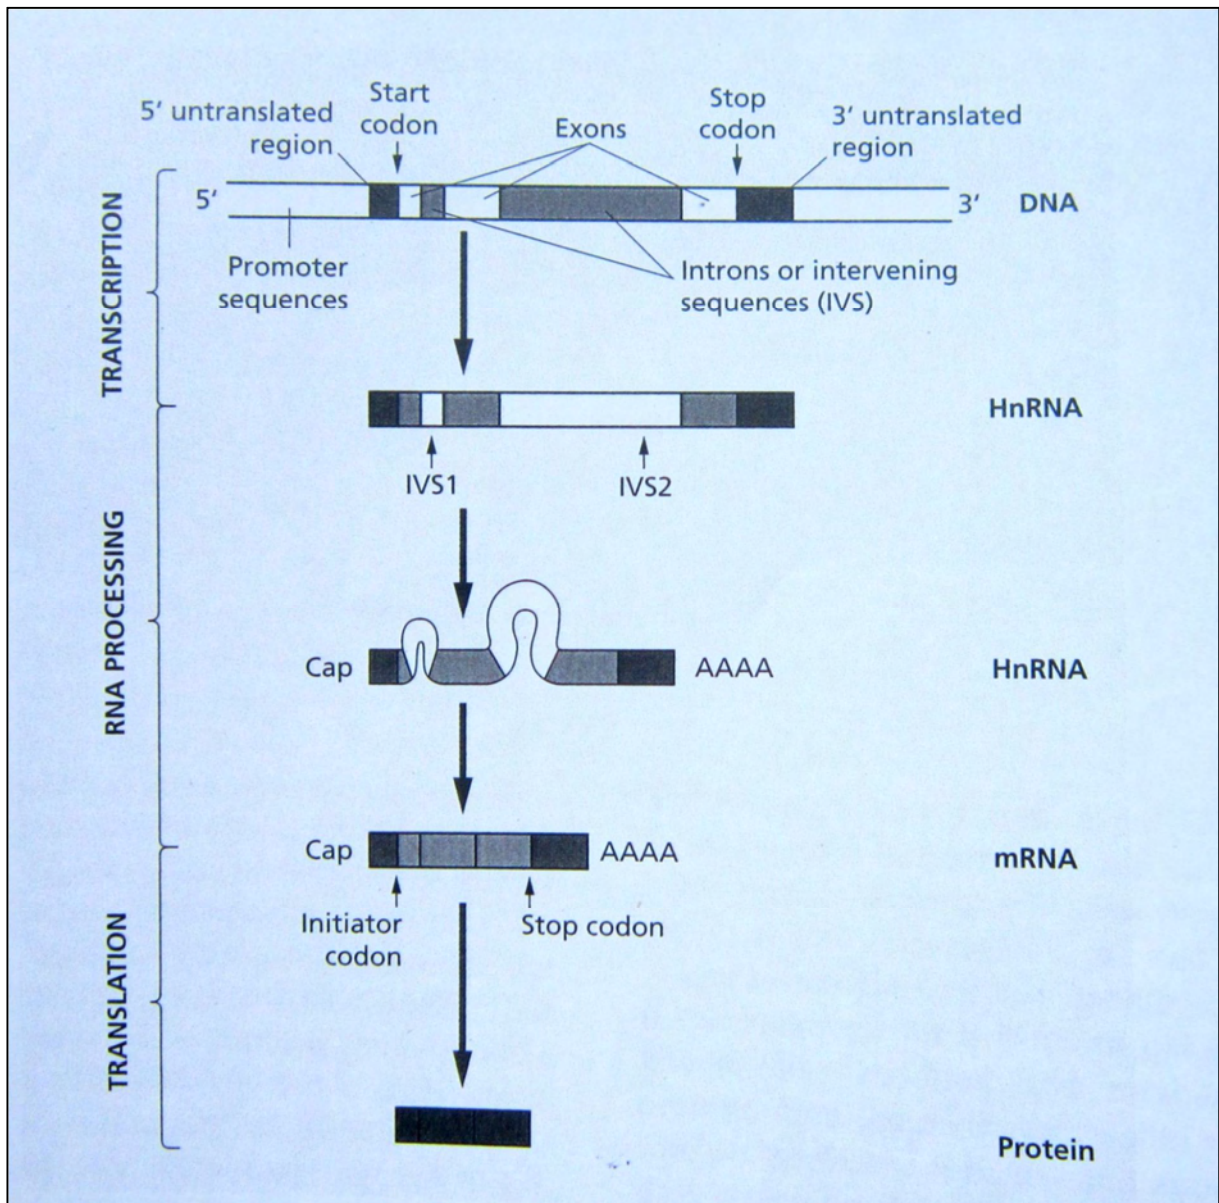 5′ untranslated
region
Start
codon
Exons
Stop
codon
3′ untranslated
region
5′
3′
DNA
Promoter
sequences
Introns or intervening
sequences (IVS)
TRANSCRIPTION
HnRNA
IVS1
IVS2
RNA PROCESSING
Cap
AAAA
HnRNA
Cap
AAAA
mRNA
Initiator
codon
Stop codon
TRANSLATION
Protein